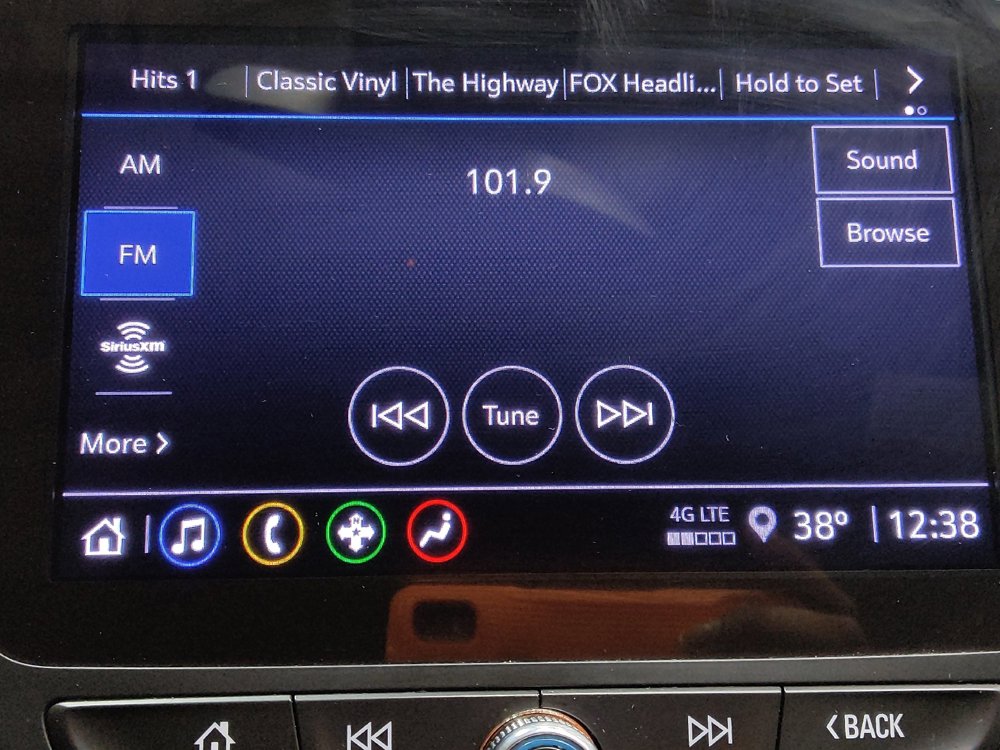 Hits 1 Classic Vinyl The Highway FOX Headli... Hold to Set
AM
101.9
Sound
FM
Browse
SiriusXM
Tune
More
N
4G LTE
38° 12:38
BACK